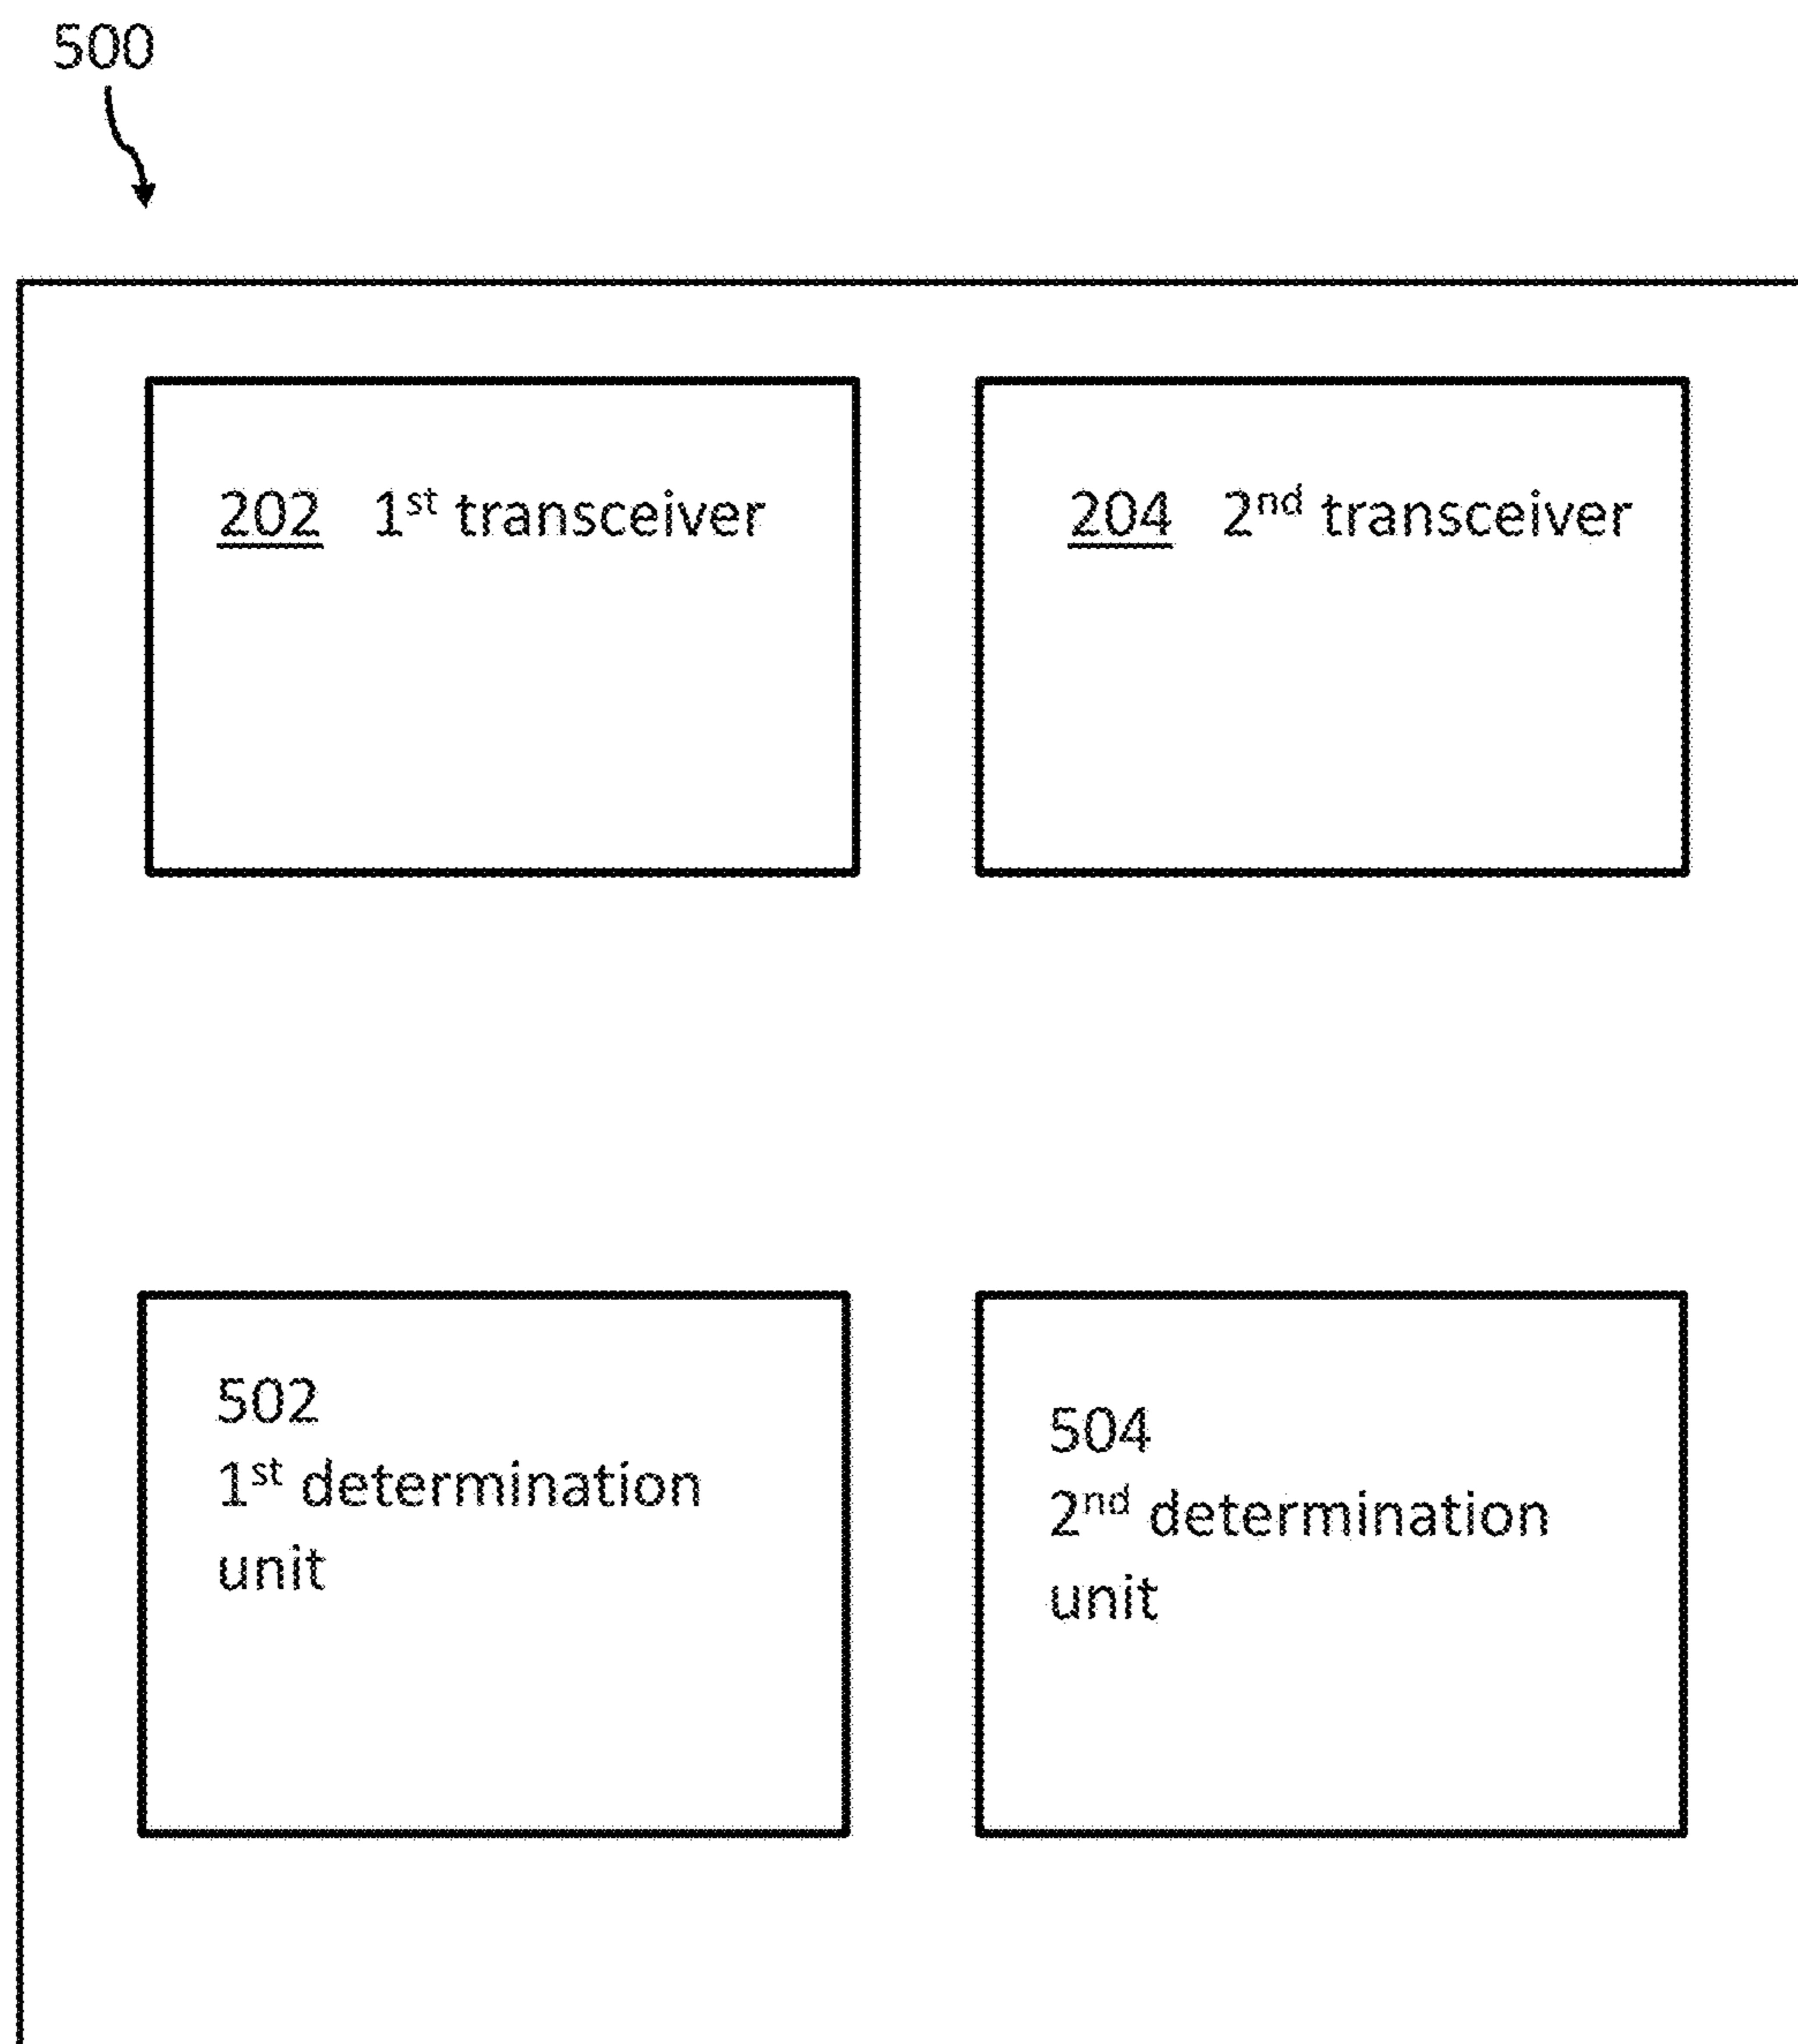 500
202 1st transceiver
204 2nd transceiver
502
1st determination
unit
504
2nd determination
unit